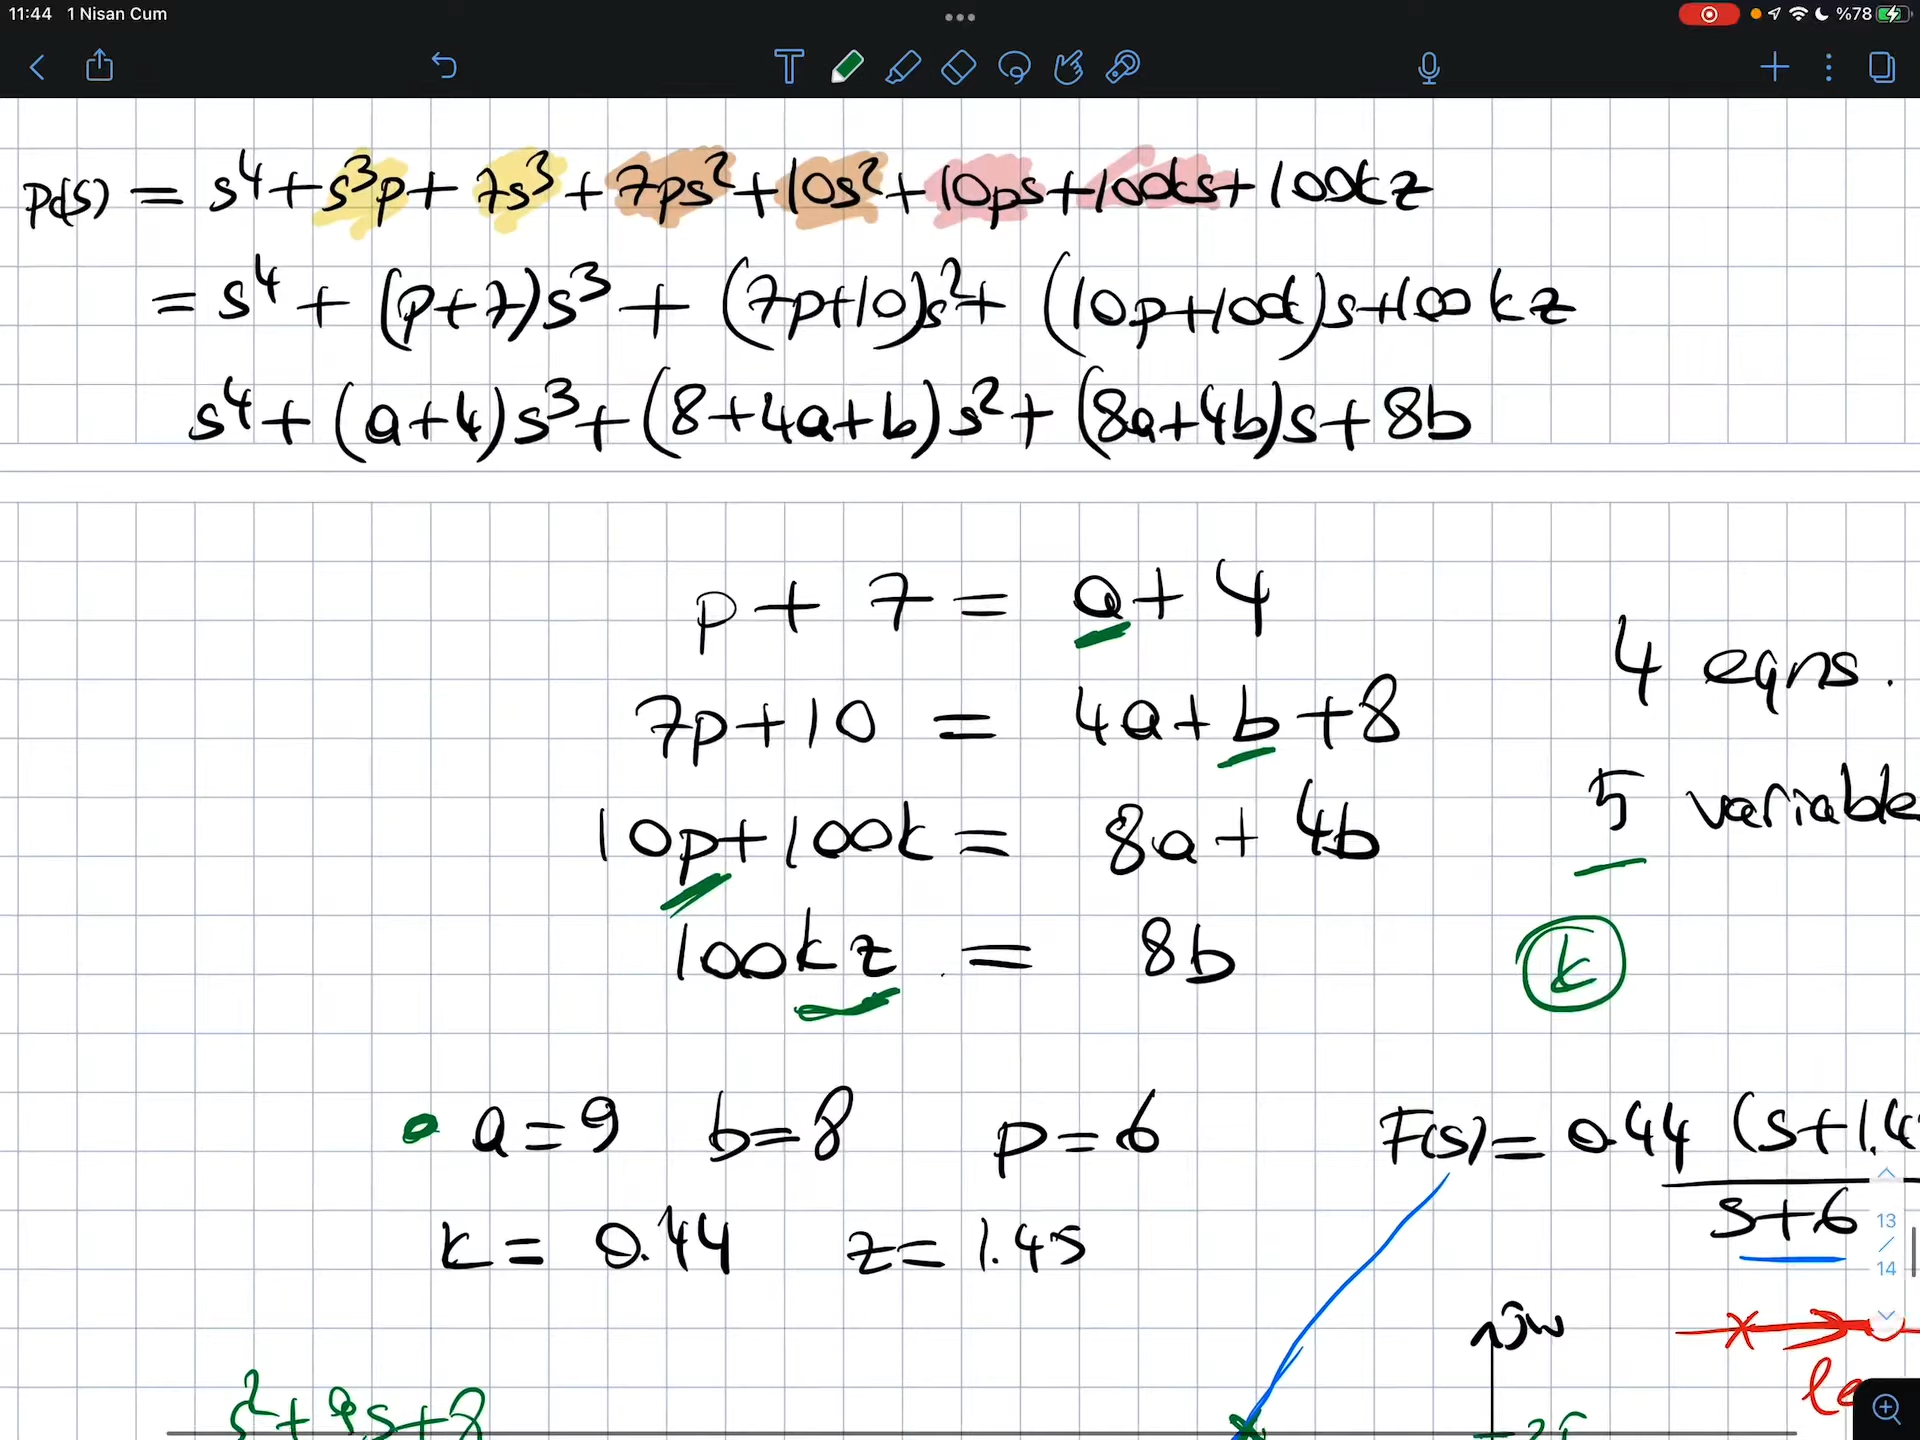 11:44 1 Nisan Cum
%78
p(s) = s⁴+s³p+7s³+7ps²+10s²+10ps+100ks+100kz
= s⁴ + (p+7)s³ + (7p+10)s²+ (10p+100k)s+100kz
s⁴+(a+4)s³+(8+4a+b)s²+(8a+4b)s+8b
p+7 = a+4
7p+10 = 4a+b+8
10p+100k = 8a+4b
100kz = 8b
4 eqns.
5 variable
k
a=9 b=8 p=6
k=0.44 z=1.45
F(s)=0.44 (s+1.4
s+6
13
/
14
jω